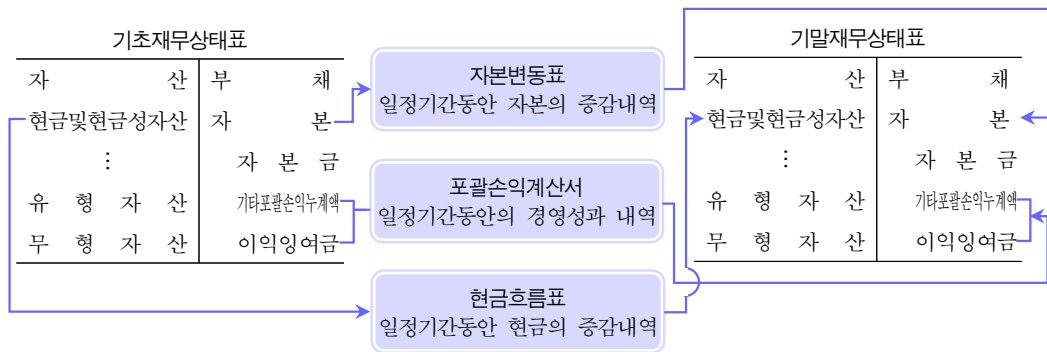 기초재무상태표
자 산 부 채
현금및현금성자산 자 본
⋮ 자 본 금
유 형 자 산 기타포괄손익누계액
무 형 자 산 이익잉여금
자본변동표
일정기간동안 자본의 증감내역
포괄손익계산서
일정기간동안의 경영성과 내역
현금흐름표
일정기간동안 현금의 증감내역
기말재무상태표
자 산 부 채
현금및현금성자산 자 본
⋮ 자 본 금
유 형 자 산 기타포괄손익누계액
무 형 자 산 이익잉여금